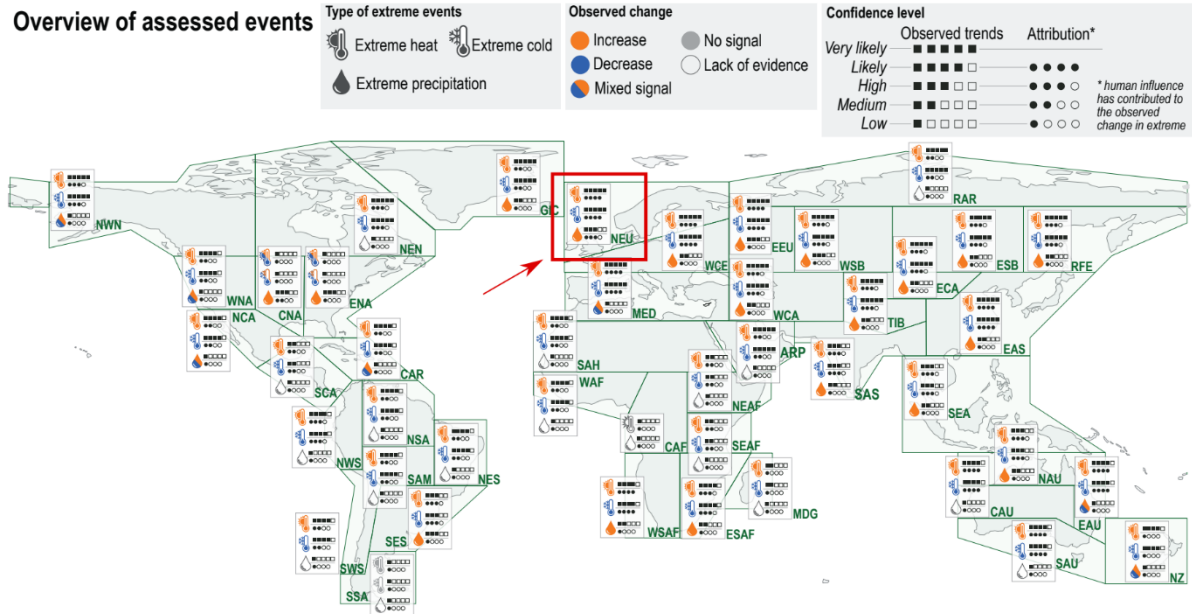 Overview of assessed events
Type of extreme events
Extreme heat
Extreme cold
Extreme precipitation
Observed change
Increase
No signal
Decrease
Lack of evidence
Mixed signal
Confidence level
Observed trends
Attribution*
Very likely
Likely
High
Medium
Low
* human influence
has contributed to
the observed
change in extreme
NWN
NEN
GIC
NEU
RAR
WNA
CNA
ENA
WCE
EEU
WSB
ESB
RFE
NCA
MED
WCA
ECA
TIB
EAS
SCA
CAR
SAH
ARP
SAS
SEA
WAF
NEAF
NWS
NSA
NES
CAF
SEAF
NAU
SAM
MDG
CAU
EAU
SES
WSAF
ESAF
SWS
SAU
NZ
SSA